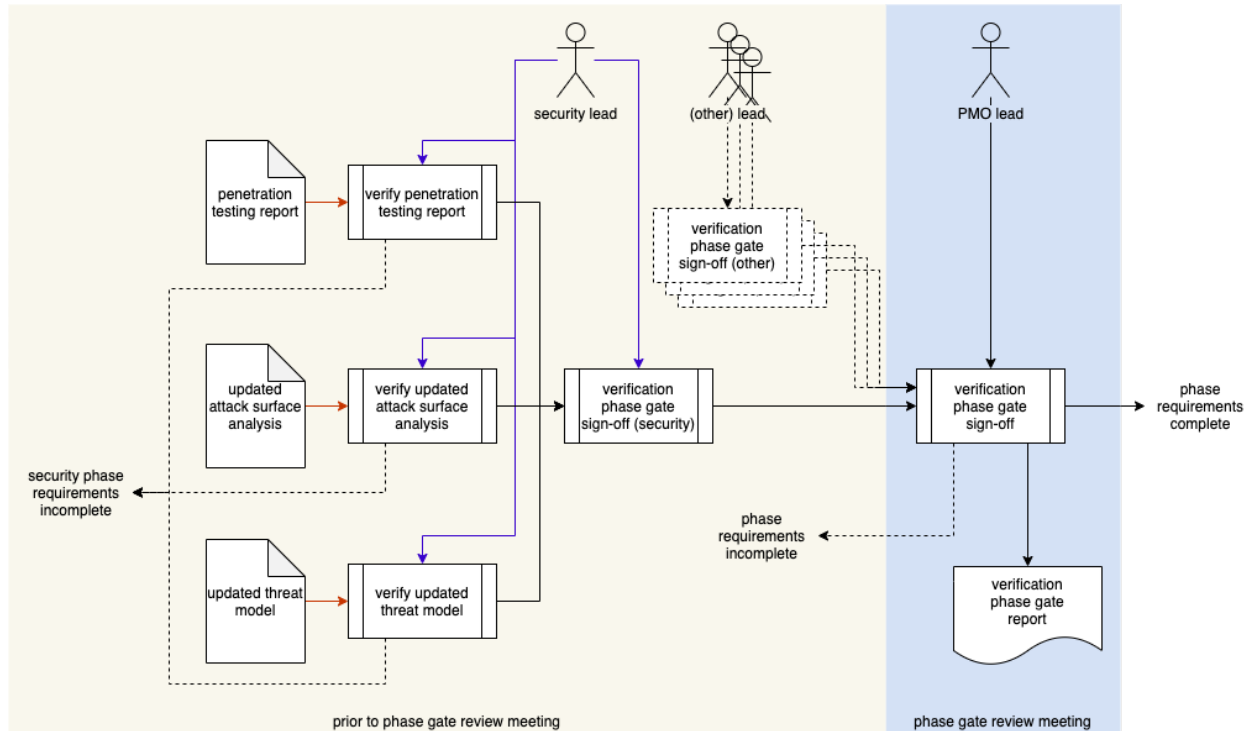 security lead
(other) lead
PMO lead
penetration
testing report
verify penetration
testing report
verification
phase gate
sign-off (other)
updated
attack surface
analysis
verify updated
attack surface
analysis
verification
phase gate
sign-off (security)
verification
phase gate
sign-off
phase
requirements
complete
security phase
requirements
incomplete
phase
requirements
incomplete
updated threat
model
verify updated
threat model
verification
phase gate
report
prior to phase gate review meeting
phase gate review meeting